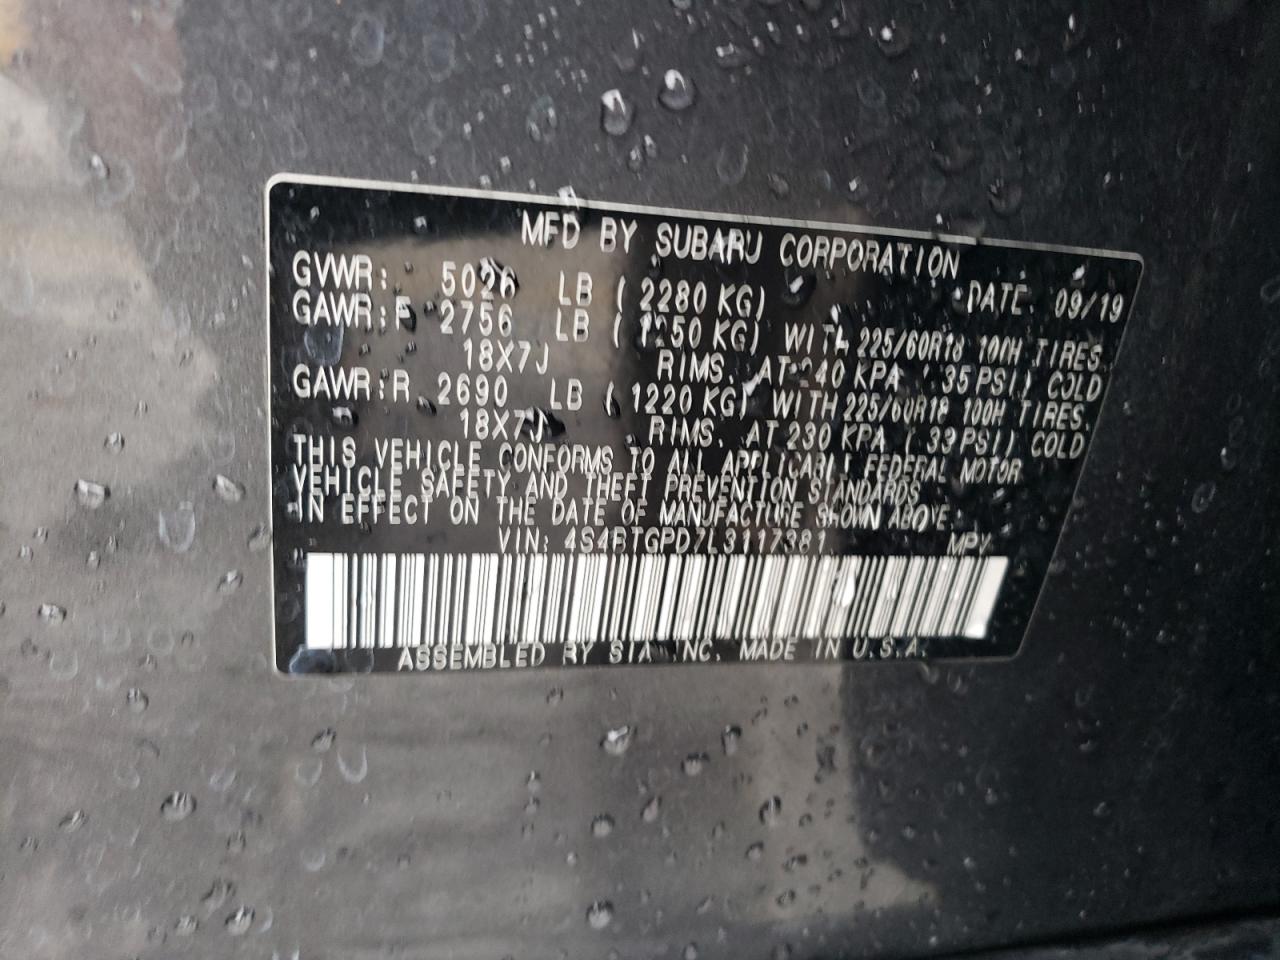 MFD BY SUBARU CORPORATION
GVWR: 5026 LB ( 2280 KG) DATE: 09/19
GAWR:F 2756 LB ( 1250 KG) WITH 225/60R18 100H TIRES.
18X7J RIMS. AT 240 KPA ( 35 PSI) COLD
GAWR:R 2690 LB ( 1220 KG) WITH 225/60R18 100H TIRES.
18X7J RIMS. AT 230 KPA ( 33 PSI) COLD
THIS VEHICLE CONFORMS TO ALL APPLICABLE FEDERAL MOTOR
VEHICLE SAFETY AND THEFT PREVENTION STANDARDS
IN EFFECT ON THE DATE OF MANUFACTURE SHOWN ABOVE.
VIN: 4S4BTGPD7L3117381 MPV
ASSEMBLED BY SIA INC. MADE IN U.S.A.